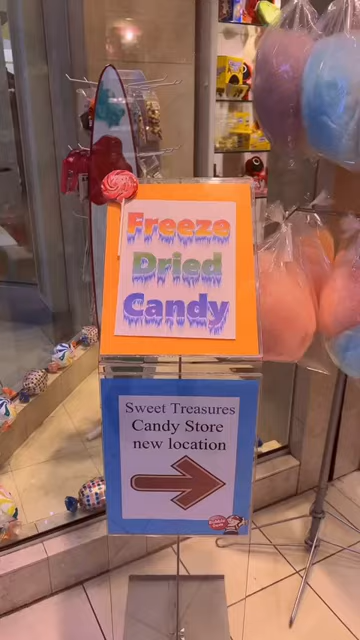 Freeze
Dried
Candy
Sweet Treasures
Candy Store
new location